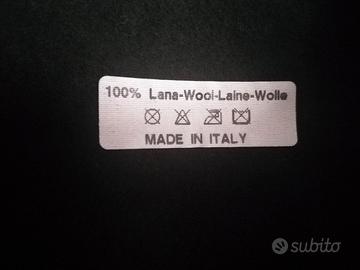 100% Lana-Wool-Laine-Wolle
MADE IN ITALY
subito